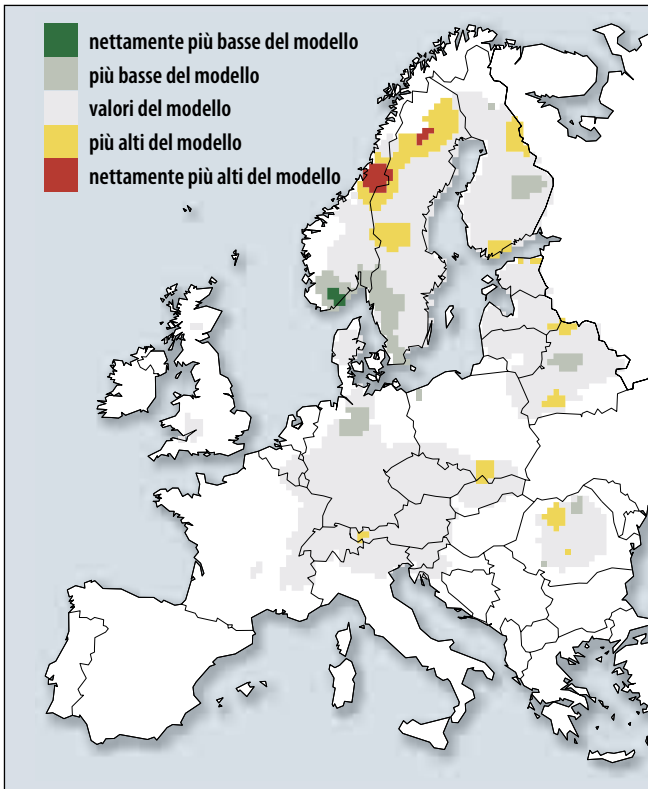 nettamente più basse del modello
più basse del modello
valori del modello
più alti del modello
nettamente più alti del modello